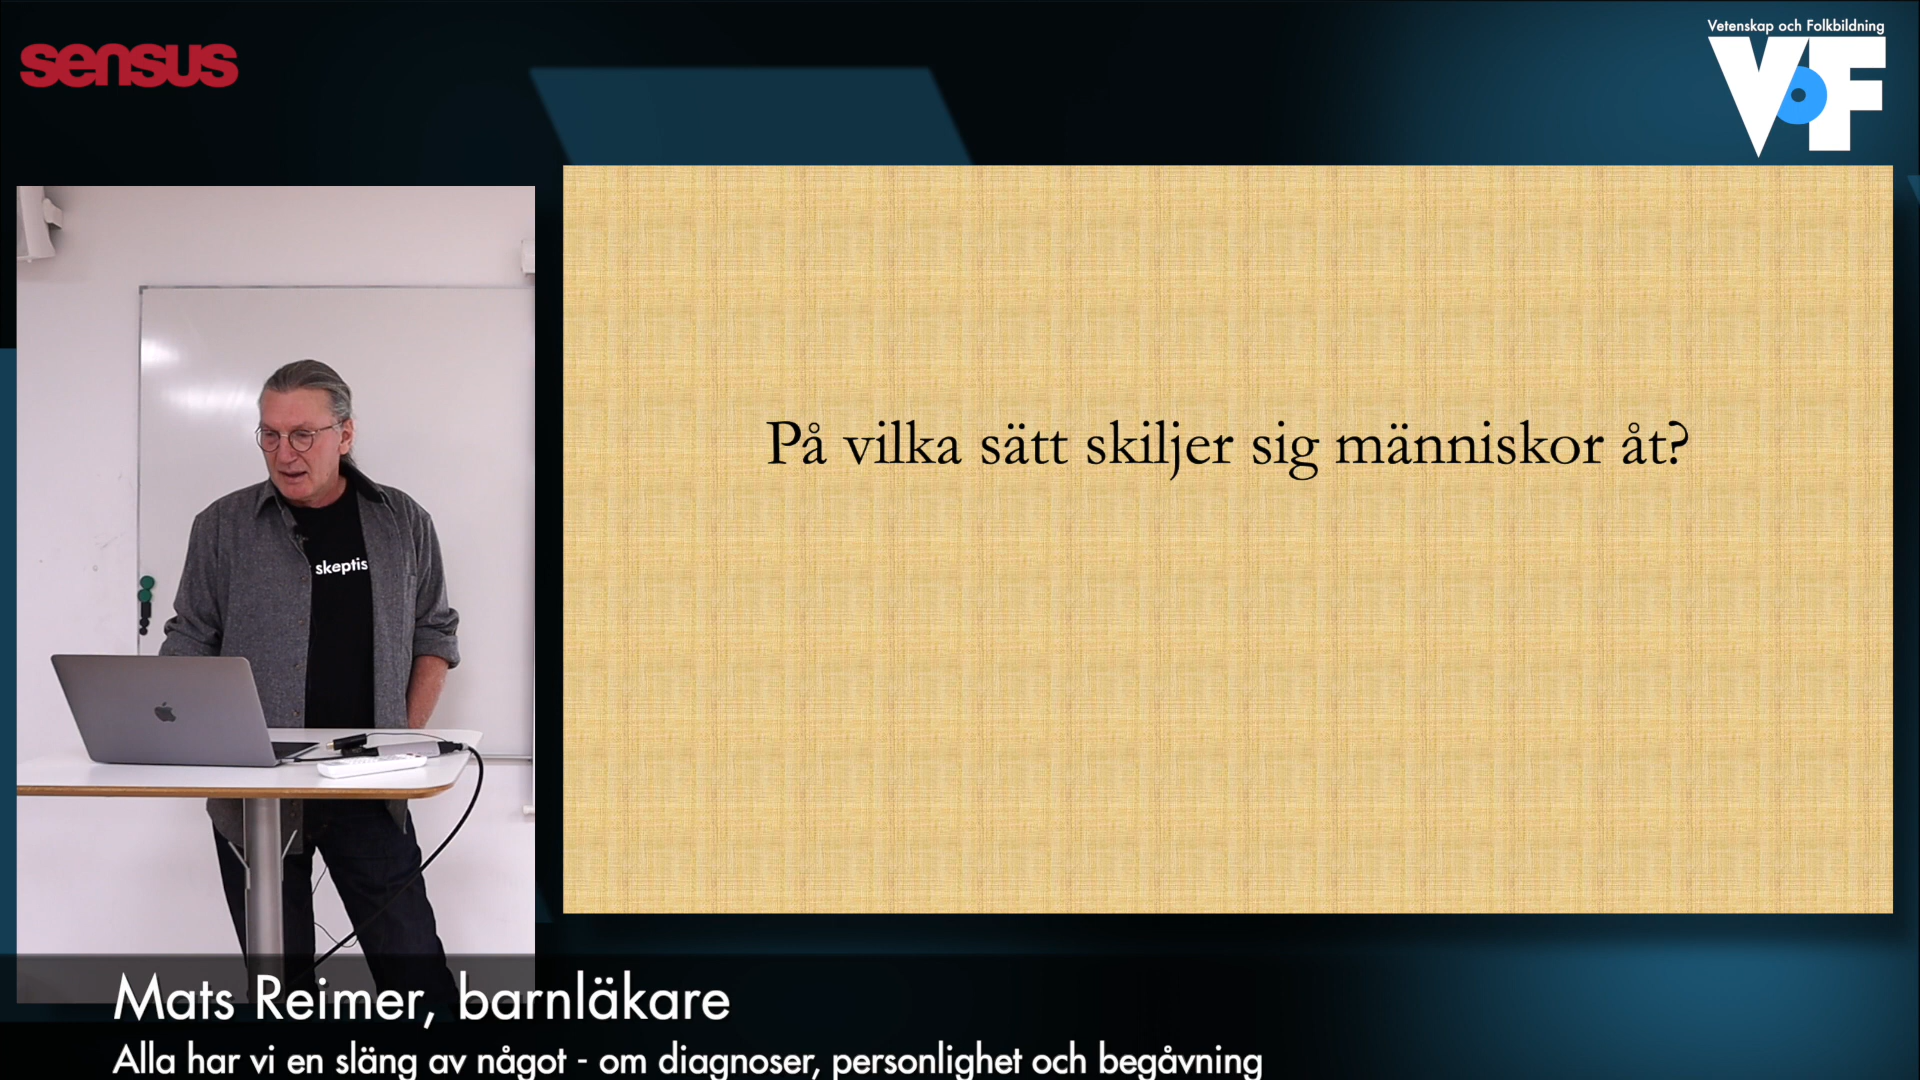 sensus
Vetenskap och Folkbildning
VoF
På vilka sätt skiljer sig människor åt?
skeptis
Mats Reimer, barnläkare
Alla har vi en släng av något - om diagnoser, personlighet och begåvning